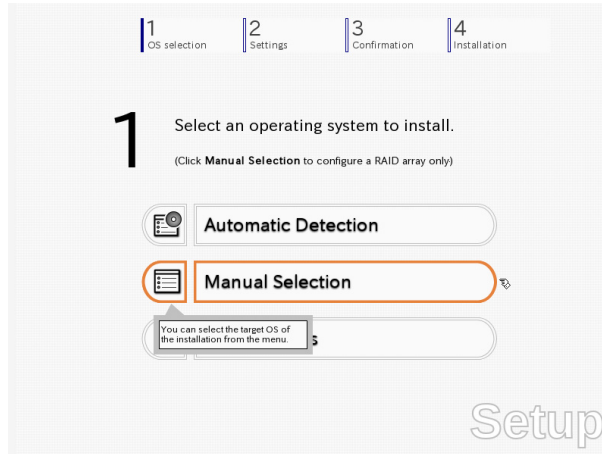 1
OS selection
2
Settings
3
Confirmation
4
Installation
1
Select an operating system to install.
(Click Manual Selection to configure a RAID array only)
Automatic Detection
Manual Selection
You can select the target OS of
the installation from the menu.
s
Setup